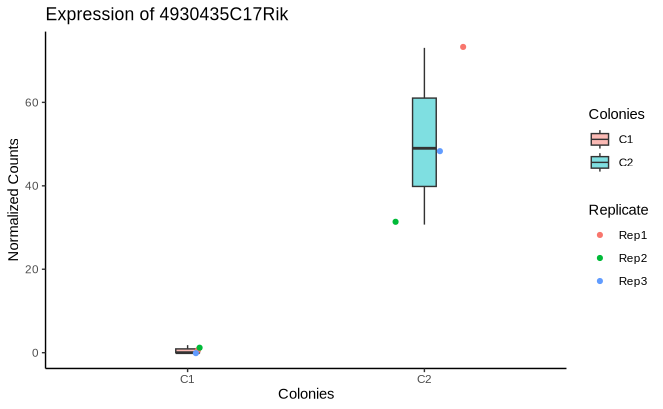 Expression of 4930435C17Rik
Normalized Counts
60
40
20
0
C1
C2
Colonies
Colonies
C1
C2
Replicate
Rep1
Rep2
Rep3